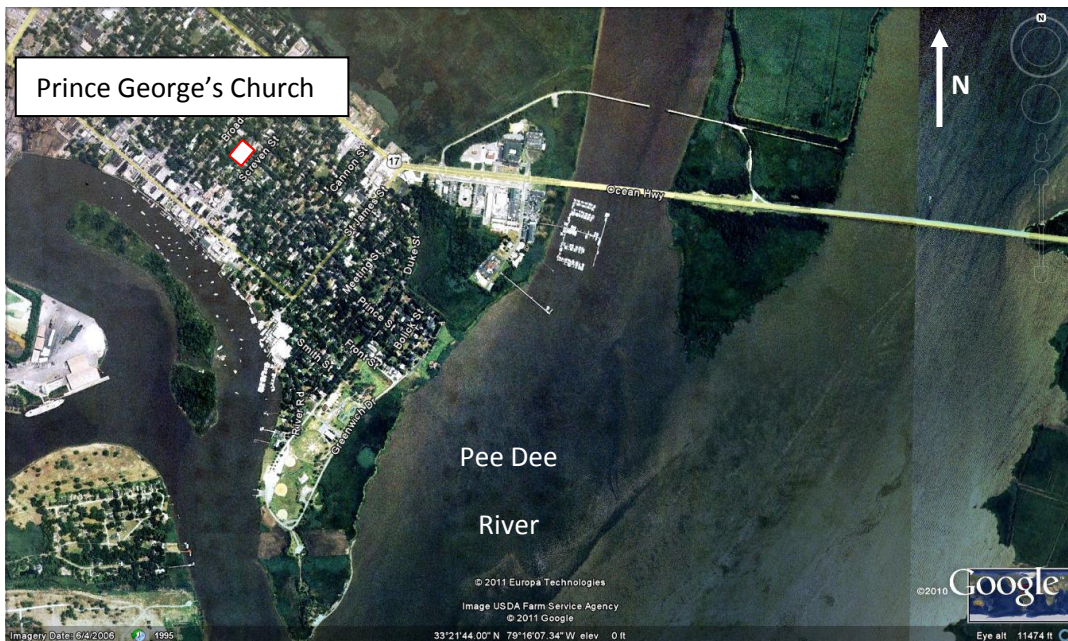 N
Prince George's Church
N
Broad
Screven St
17
Cannon St
St James St
Ocean Hwy
Meeting St
Duke St
Prince St
Bolick St
Front St
Smith St
River Rd
Greenwich Dr
Pee Dee
River
© 2011 Europa Technologies
Image USDA Farm Service Agency
© 2011 Google
©2010 Google
Imagery Date: 6/4/2006 1995 33°21'44.00" N 79°16'07.34" W elev 0 ft Eye alt 11474 ft